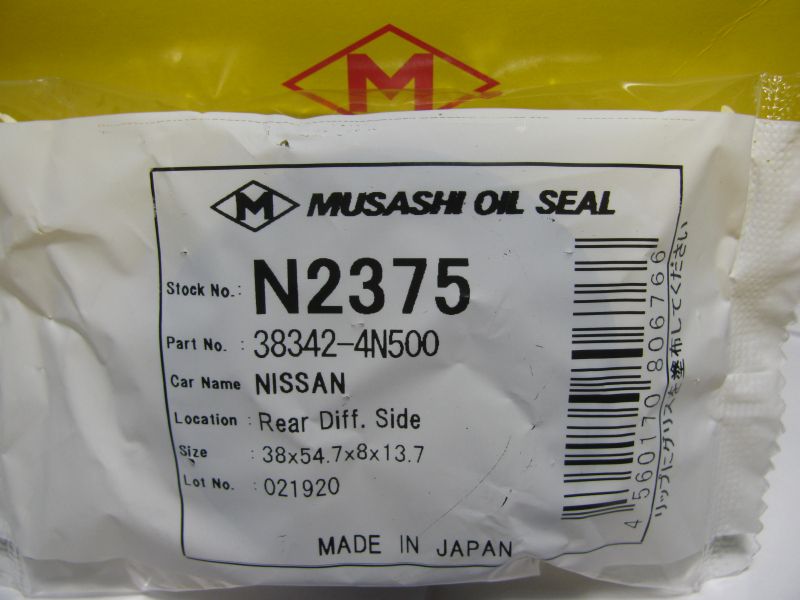 M
M MUSASHI OIL SEAL
Stock No. : N2375
Part No. : 38342-4N500
Car Name NISSAN
Location : Rear Diff. Side
Size : 38x54.7x8x13.7
Lot No. : 021920
MADE IN JAPAN
4560170806766
リップにグリスを塗布してください